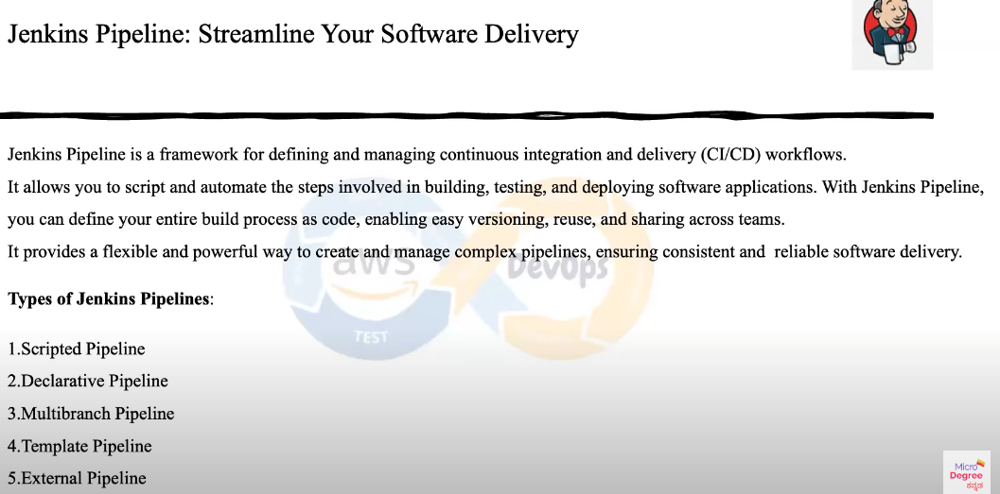 Jenkins Pipeline: Streamline Your Software Delivery
Jenkins Pipeline is a framework for defining and managing continuous integration and delivery (CI/CD) workflows.
It allows you to script and automate the steps involved in building, testing, and deploying software applications. With Jenkins Pipeline,
you can define your entire build process as code, enabling easy versioning, reuse, and sharing across teams.
It provides a flexible and powerful way to create and manage complex pipelines, ensuring consistent and  reliable software delivery.
aws
DevOps
Types of Jenkins Pipelines:
TEST
1.Scripted Pipeline
2.Declarative Pipeline
3.Multibranch Pipeline
4.Template Pipeline
5.External Pipeline
Micro
Degree
ಕನ್ನಡ